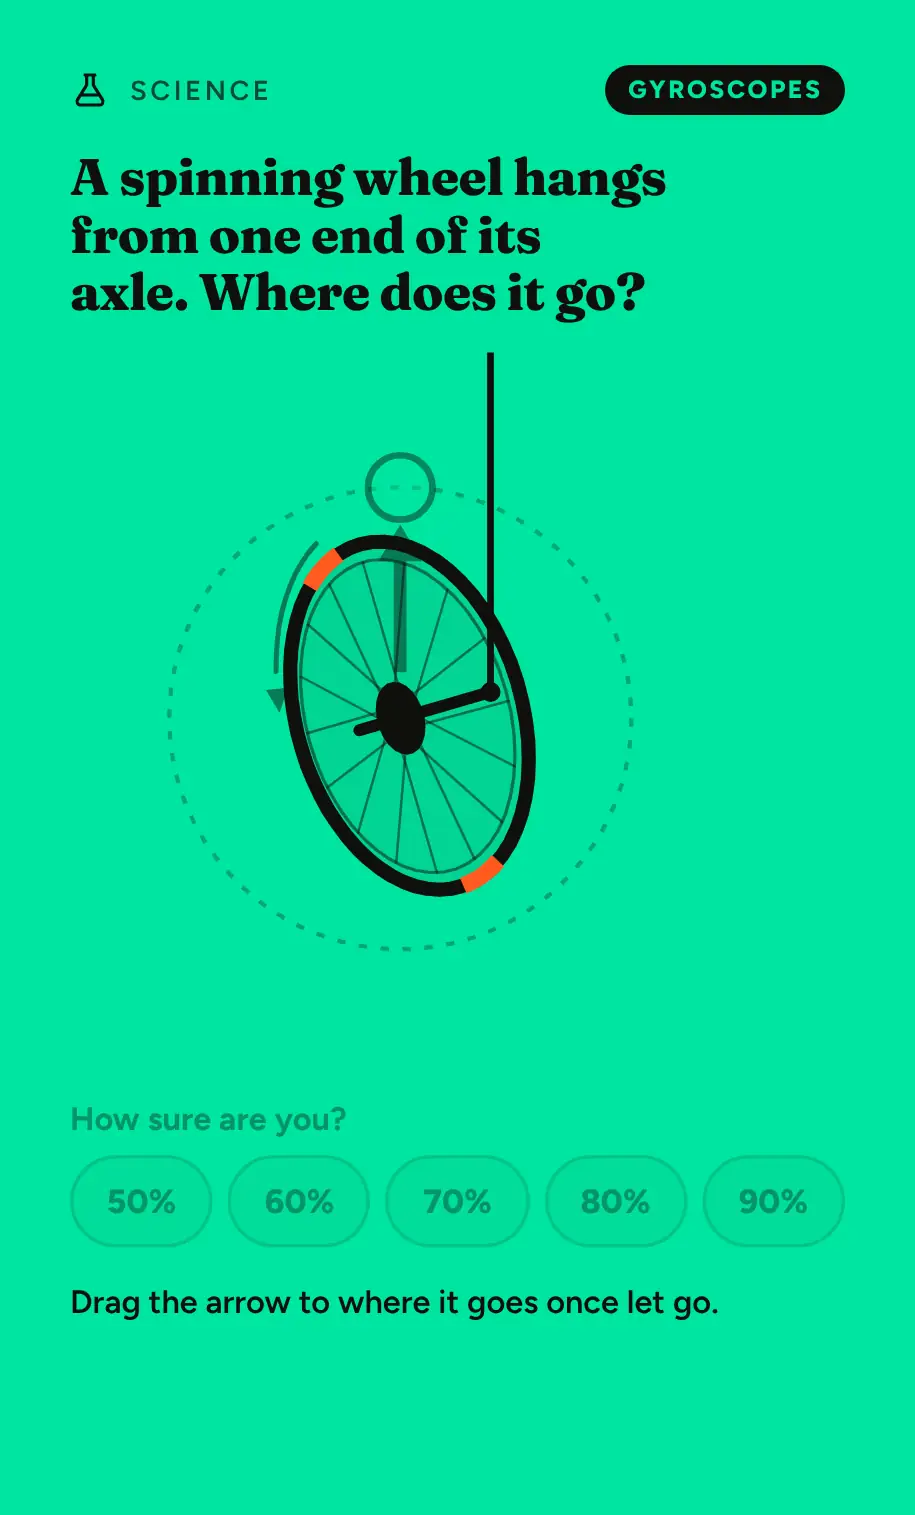 SCIENCE
GYROSCOPES
A spinning wheel hangs
from one end of its
axle. Where does it go?
How sure are you?
50% 60% 70% 80% 90%
Drag the arrow to where it goes once let go.